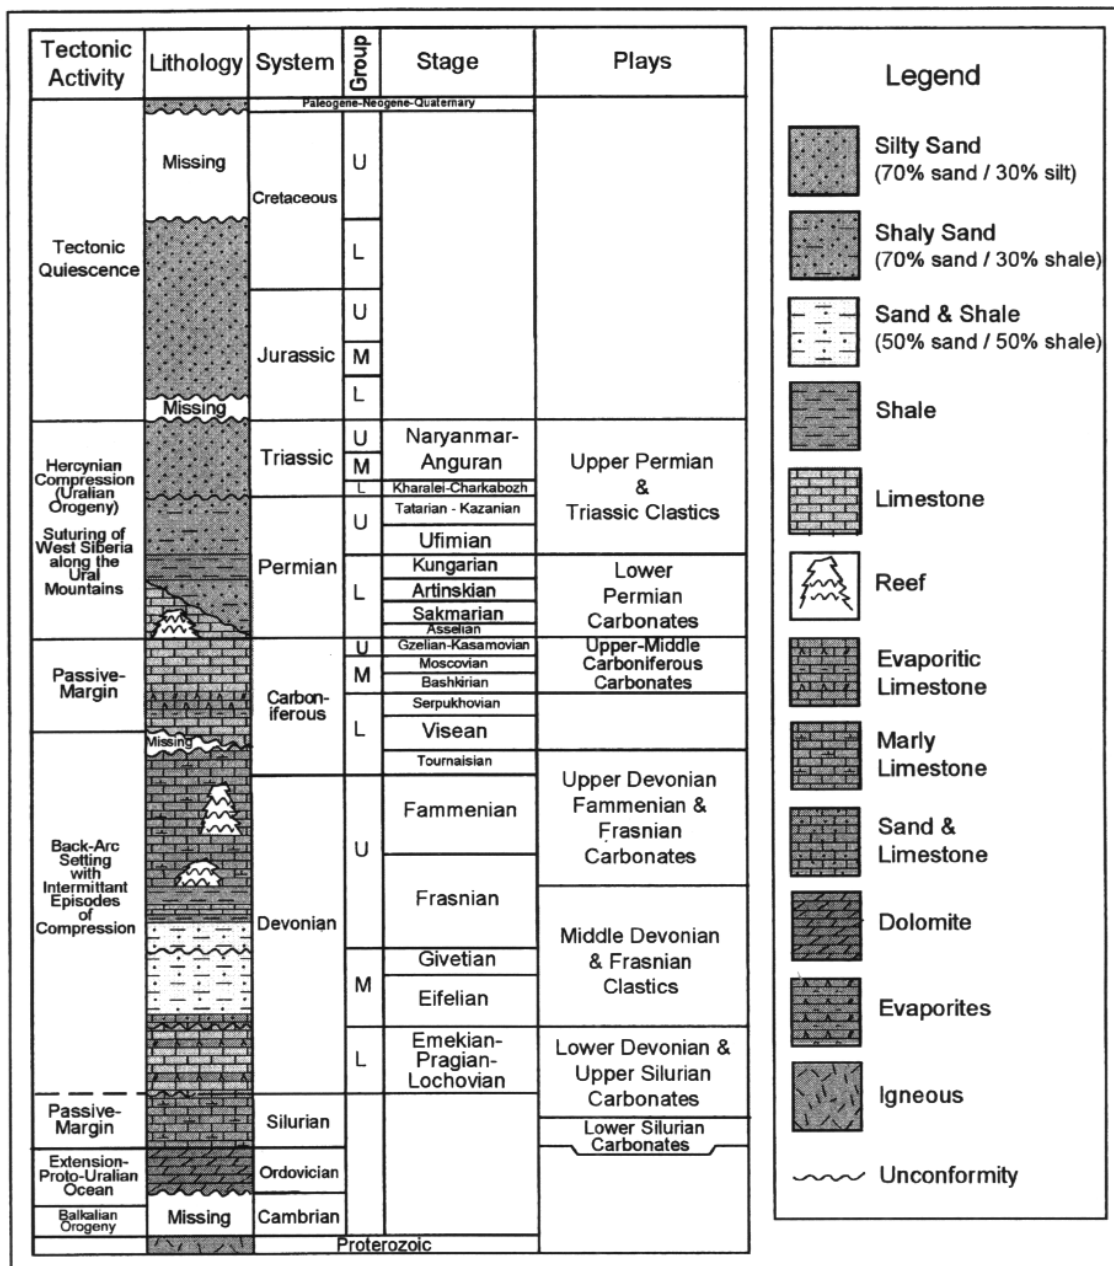 Tectonic
Activity
Lithology
System
Group
Stage
Plays
Paleogene-Neogene-Quaternary
Tectonic
Quiescence
Missing
Missing
Cretaceous
U
L
Jurassic
U
M
L
Hercynian
Compression
(Uralian
Orogeny)
Suturing of
West Siberia
along the
Ural
Mountains
Triassic
U
M
L
Naryanmar-
Anguran
Kharalei-Charkabozh
Upper Permian
&
Triassic Clastics
Permian
U
L
Tatarian - Kazanian
Ufimian
Kungarian
Artinskian
Sakmarian
Asselian
Lower
Permian
Carbonates
Passive-
Margin
Carbon-
iferous
U
M
L
Gzelian-Kasamovian
Moscovian
Bashkirian
Serpukhovian
Visean
Tournaisian
Upper-Middle
Carboniferous
Carbonates
Missing
Back-Arc
Setting
with
Intermittant
Episodes
of
Compression
Devonian
U
M
L
Fammenian
Frasnian
Givetian
Eifelian
Emekian-
Pragian-
Lochovian
Upper Devonian
Fammenian &
Frasnian
Carbonates
Middle Devonian
& Frasnian
Clastics
Lower Devonian &
Upper Silurian
Carbonates
Passive-
Margin
Silurian
Lower Silurian
Carbonates
Extension-
Proto-Uralian
Ocean
Ordovician
Balkalian
Orogeny
Missing
Cambrian
Proterozoic
Legend
Silty Sand
(70% sand / 30% silt)
Shaly Sand
(70% sand / 30% shale)
Sand & Shale
(50% sand / 50% shale)
Shale
Limestone
Reef
Evaporitic
Limestone
Marly
Limestone
Sand &
Limestone
Dolomite
Evaporites
Igneous
Unconformity